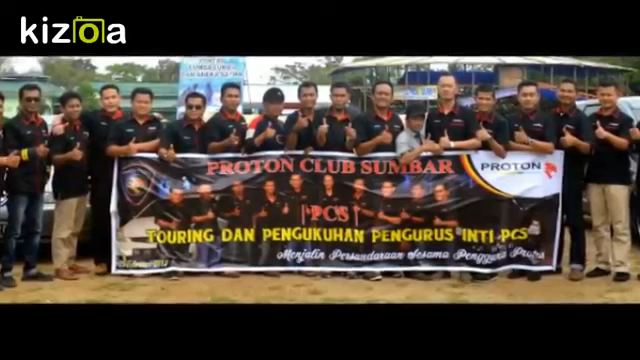 kizoa
PROTON CLUB SUMBAR
PROTON
PCS
TOURING DAN PENGUKUHAN PENGURUS INTI PCS
Menjalin Persaudaraan Sesama Pengguna Proton